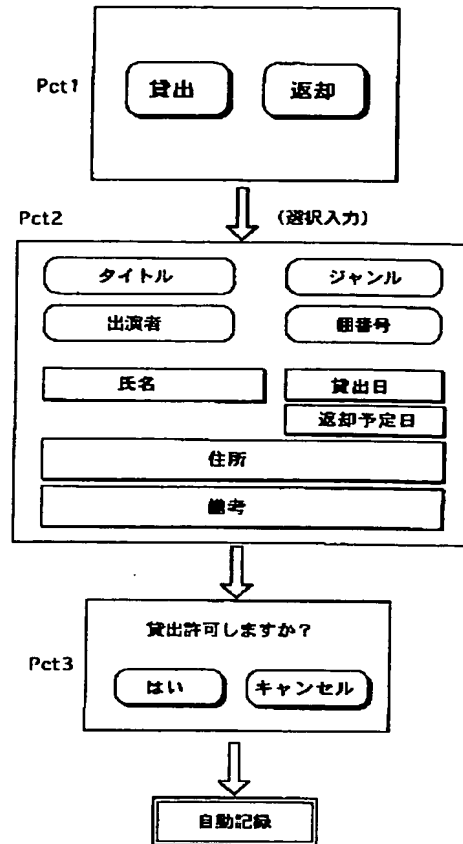 Pct1
貸出 返却
Pct2 (選択入力)
タイトル ジャンル
出演者 棚番号
氏名 貸出日
返却予定日
住所
備考
貸出許可しますか?
Pct3
はい キャンセル
自動記録